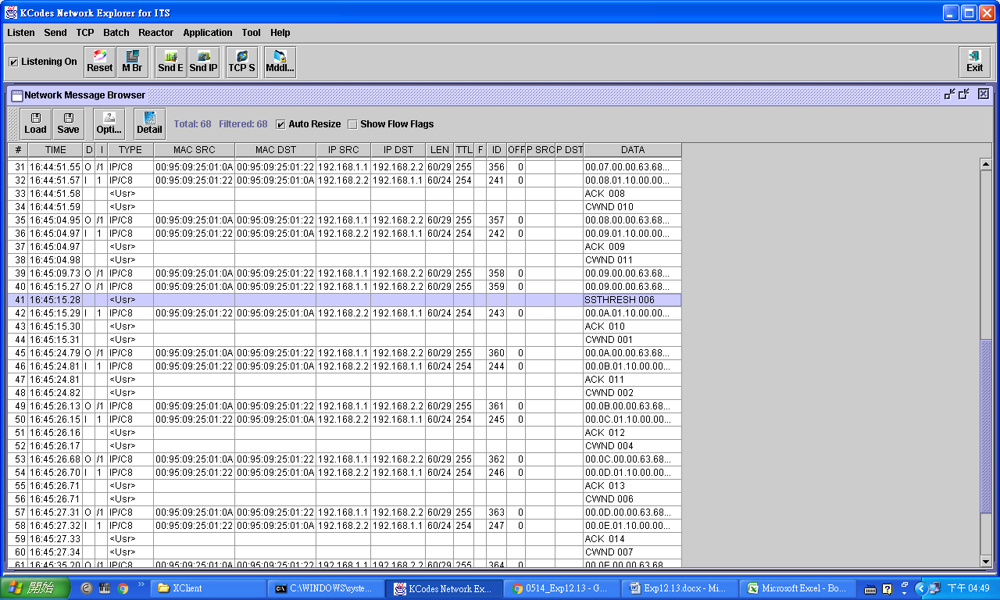 KCodes Network Explorer for ITS
Listen Send TCP Batch Reactor Application Tool Help
Listening On Reset M Br Snd E Snd IP TCP S Mddl... Exit
Network Message Browser
Load Save Opti... Detail Total: 68 Filtered: 68 Auto Resize Show Flow Flags
# TIME D I TYPE MAC SRC MAC DST IP SRC IP DST LEN TTL F ID OFF P SRC P DST DATA
31 16:44:51.55 O /1 IP/C8 00:95:09:25:01:0A 00:95:09:25:01:22 192.168.1.1 192.168.2.2 60/29 255 356 0 00.07.00.00.63.68...
32 16:44:51.57 I 1 IP/C8 00:95:09:25:01:22 00:95:09:25:01:0A 192.168.2.2 192.168.1.1 60/24 254 241 0 00.08.01.10.00.00...
33 16:44:51.58 <Usr> ACK 008
34 16:44:51.59 <Usr> CWND 010
35 16:45:04.95 O /1 IP/C8 00:95:09:25:01:0A 00:95:09:25:01:22 192.168.1.1 192.168.2.2 60/29 255 357 0 00.08.00.00.63.68...
36 16:45:04.97 I 1 IP/C8 00:95:09:25:01:22 00:95:09:25:01:0A 192.168.2.2 192.168.1.1 60/24 254 242 0 00.09.01.10.00.00...
37 16:45:04.97 <Usr> ACK 009
38 16:45:04.98 <Usr> CWND 011
39 16:45:09.73 O /1 IP/C8 00:95:09:25:01:0A 00:95:09:25:01:22 192.168.1.1 192.168.2.2 60/29 255 358 0 00.09.00.00.63.68...
40 16:45:15.27 O /1 IP/C8 00:95:09:25:01:0A 00:95:09:25:01:22 192.168.1.1 192.168.2.2 60/29 255 359 0 00.09.00.00.63.68...
41 16:45:15.28 <Usr> SSTHRESH 006
42 16:45:15.29 I 1 IP/C8 00:95:09:25:01:22 00:95:09:25:01:0A 192.168.2.2 192.168.1.1 60/24 254 243 0 00.0A.01.10.00.00...
43 16:45:15.30 <Usr> ACK 010
44 16:45:15.31 <Usr> CWND 001
45 16:45:24.79 O /1 IP/C8 00:95:09:25:01:0A 00:95:09:25:01:22 192.168.1.1 192.168.2.2 60/29 255 360 0 00.0A.00.00.63.68...
46 16:45:24.81 I 1 IP/C8 00:95:09:25:01:22 00:95:09:25:01:0A 192.168.2.2 192.168.1.1 60/24 254 244 0 00.0B.01.10.00.00...
47 16:45:24.81 <Usr> ACK 011
48 16:45:24.82 <Usr> CWND 002
49 16:45:26.13 O /1 IP/C8 00:95:09:25:01:0A 00:95:09:25:01:22 192.168.1.1 192.168.2.2 60/29 255 361 0 00.0B.00.00.63.68...
50 16:45:26.15 I 1 IP/C8 00:95:09:25:01:22 00:95:09:25:01:0A 192.168.2.2 192.168.1.1 60/24 254 245 0 00.0C.01.10.00.00...
51 16:45:26.16 <Usr> ACK 012
52 16:45:26.17 <Usr> CWND 004
53 16:45:26.68 O /1 IP/C8 00:95:09:25:01:0A 00:95:09:25:01:22 192.168.1.1 192.168.2.2 60/29 255 362 0 00.0C.00.00.63.68...
54 16:45:26.70 I 1 IP/C8 00:95:09:25:01:22 00:95:09:25:01:0A 192.168.2.2 192.168.1.1 60/24 254 246 0 00.0D.01.10.00.00...
55 16:45:26.71 <Usr> ACK 013
56 16:45:26.71 <Usr> CWND 006
57 16:45:27.31 O /1 IP/C8 00:95:09:25:01:0A 00:95:09:25:01:22 192.168.1.1 192.168.2.2 60/29 255 363 0 00.0D.00.00.63.68...
58 16:45:27.32 I 1 IP/C8 00:95:09:25:01:22 00:95:09:25:01:0A 192.168.2.2 192.168.1.1 60/24 254 247 0 00.0E.01.10.00.00...
59 16:45:27.33 <Usr> ACK 014
60 16:45:27.34 <Usr> CWND 007
61 16:45:35.20 O /1 IP/C8 00:95:09:25:01:0A 00:95:09:25:01:22 192.168.1.1 192.168.2.2 60/29 255 364 0 00.0E.00.00.63.68...
開始 XClient C:\WINDOWS\syste... KCodes Network Ex... 0514_Exp12.13 - G... Exp12.13.docx - Mi... Microsoft Excel - Bo... 下午 04:49